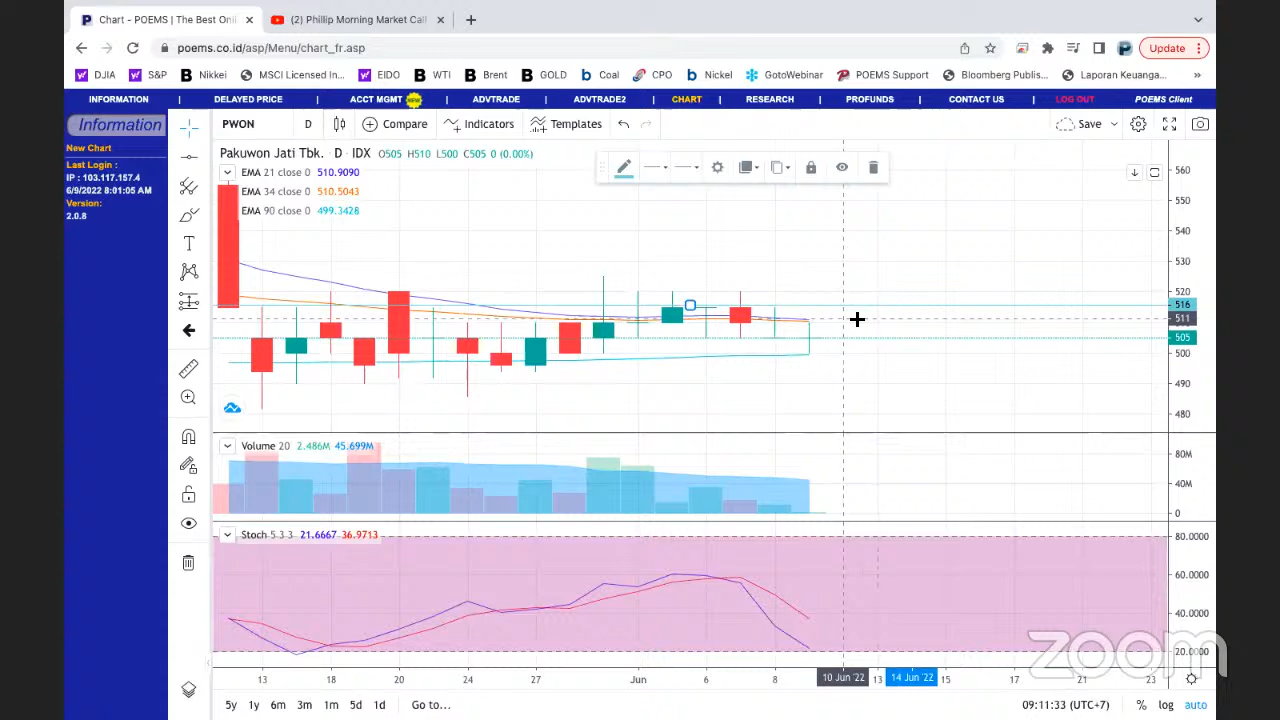 Chart - POEMS | The Best Onli
(2) Phillip Morning Market Call
poems.co.id/asp/Menu/chart_fr.asp
Update
DJIA S&P Nikkei MSCI Licensed In... EIDO WTI Brent GOLD Coal CPO Nickel GotoWebinar POEMS Support Bloomberg Publis... Laporan Keuanga... »
INFORMATION | DELAYED PRICE | ACCT MGMT NEW | ADVTRADE | ADVTRADE2 | CHART | RESEARCH | PROFUNDS | CONTACT US | LOG OUT POEMS Client
Information
New Chart
Last Login :
IP : 103.117.157.4
6/9/2022 8:01:05 AM
Version:
2.0.8
PWON D Compare Indicators Templates Save
Pakuwon Jati Tbk. D IDX O505 H510 L500 C505 0 (0.00%)
EMA 21 close 0 510.9090
EMA 34 close 0 510.5043
EMA 90 close 0 499.3428
560
550
540
530
520
516
511
505
500
490
480
Volume 20 2.486M 45.699M
80M
40M
0
Stoch 5 3 3 21.6667 36.9713
80.0000
60.0000
40.0000
20.0000
zoom
13 20 27 Jun 6 8 10 Jun '22 13 14 Jun '22 15 17 21 23
5y 1y 6m 3m 1m 5d 1d Go to... 09:11:33 (UTC+7) % log auto